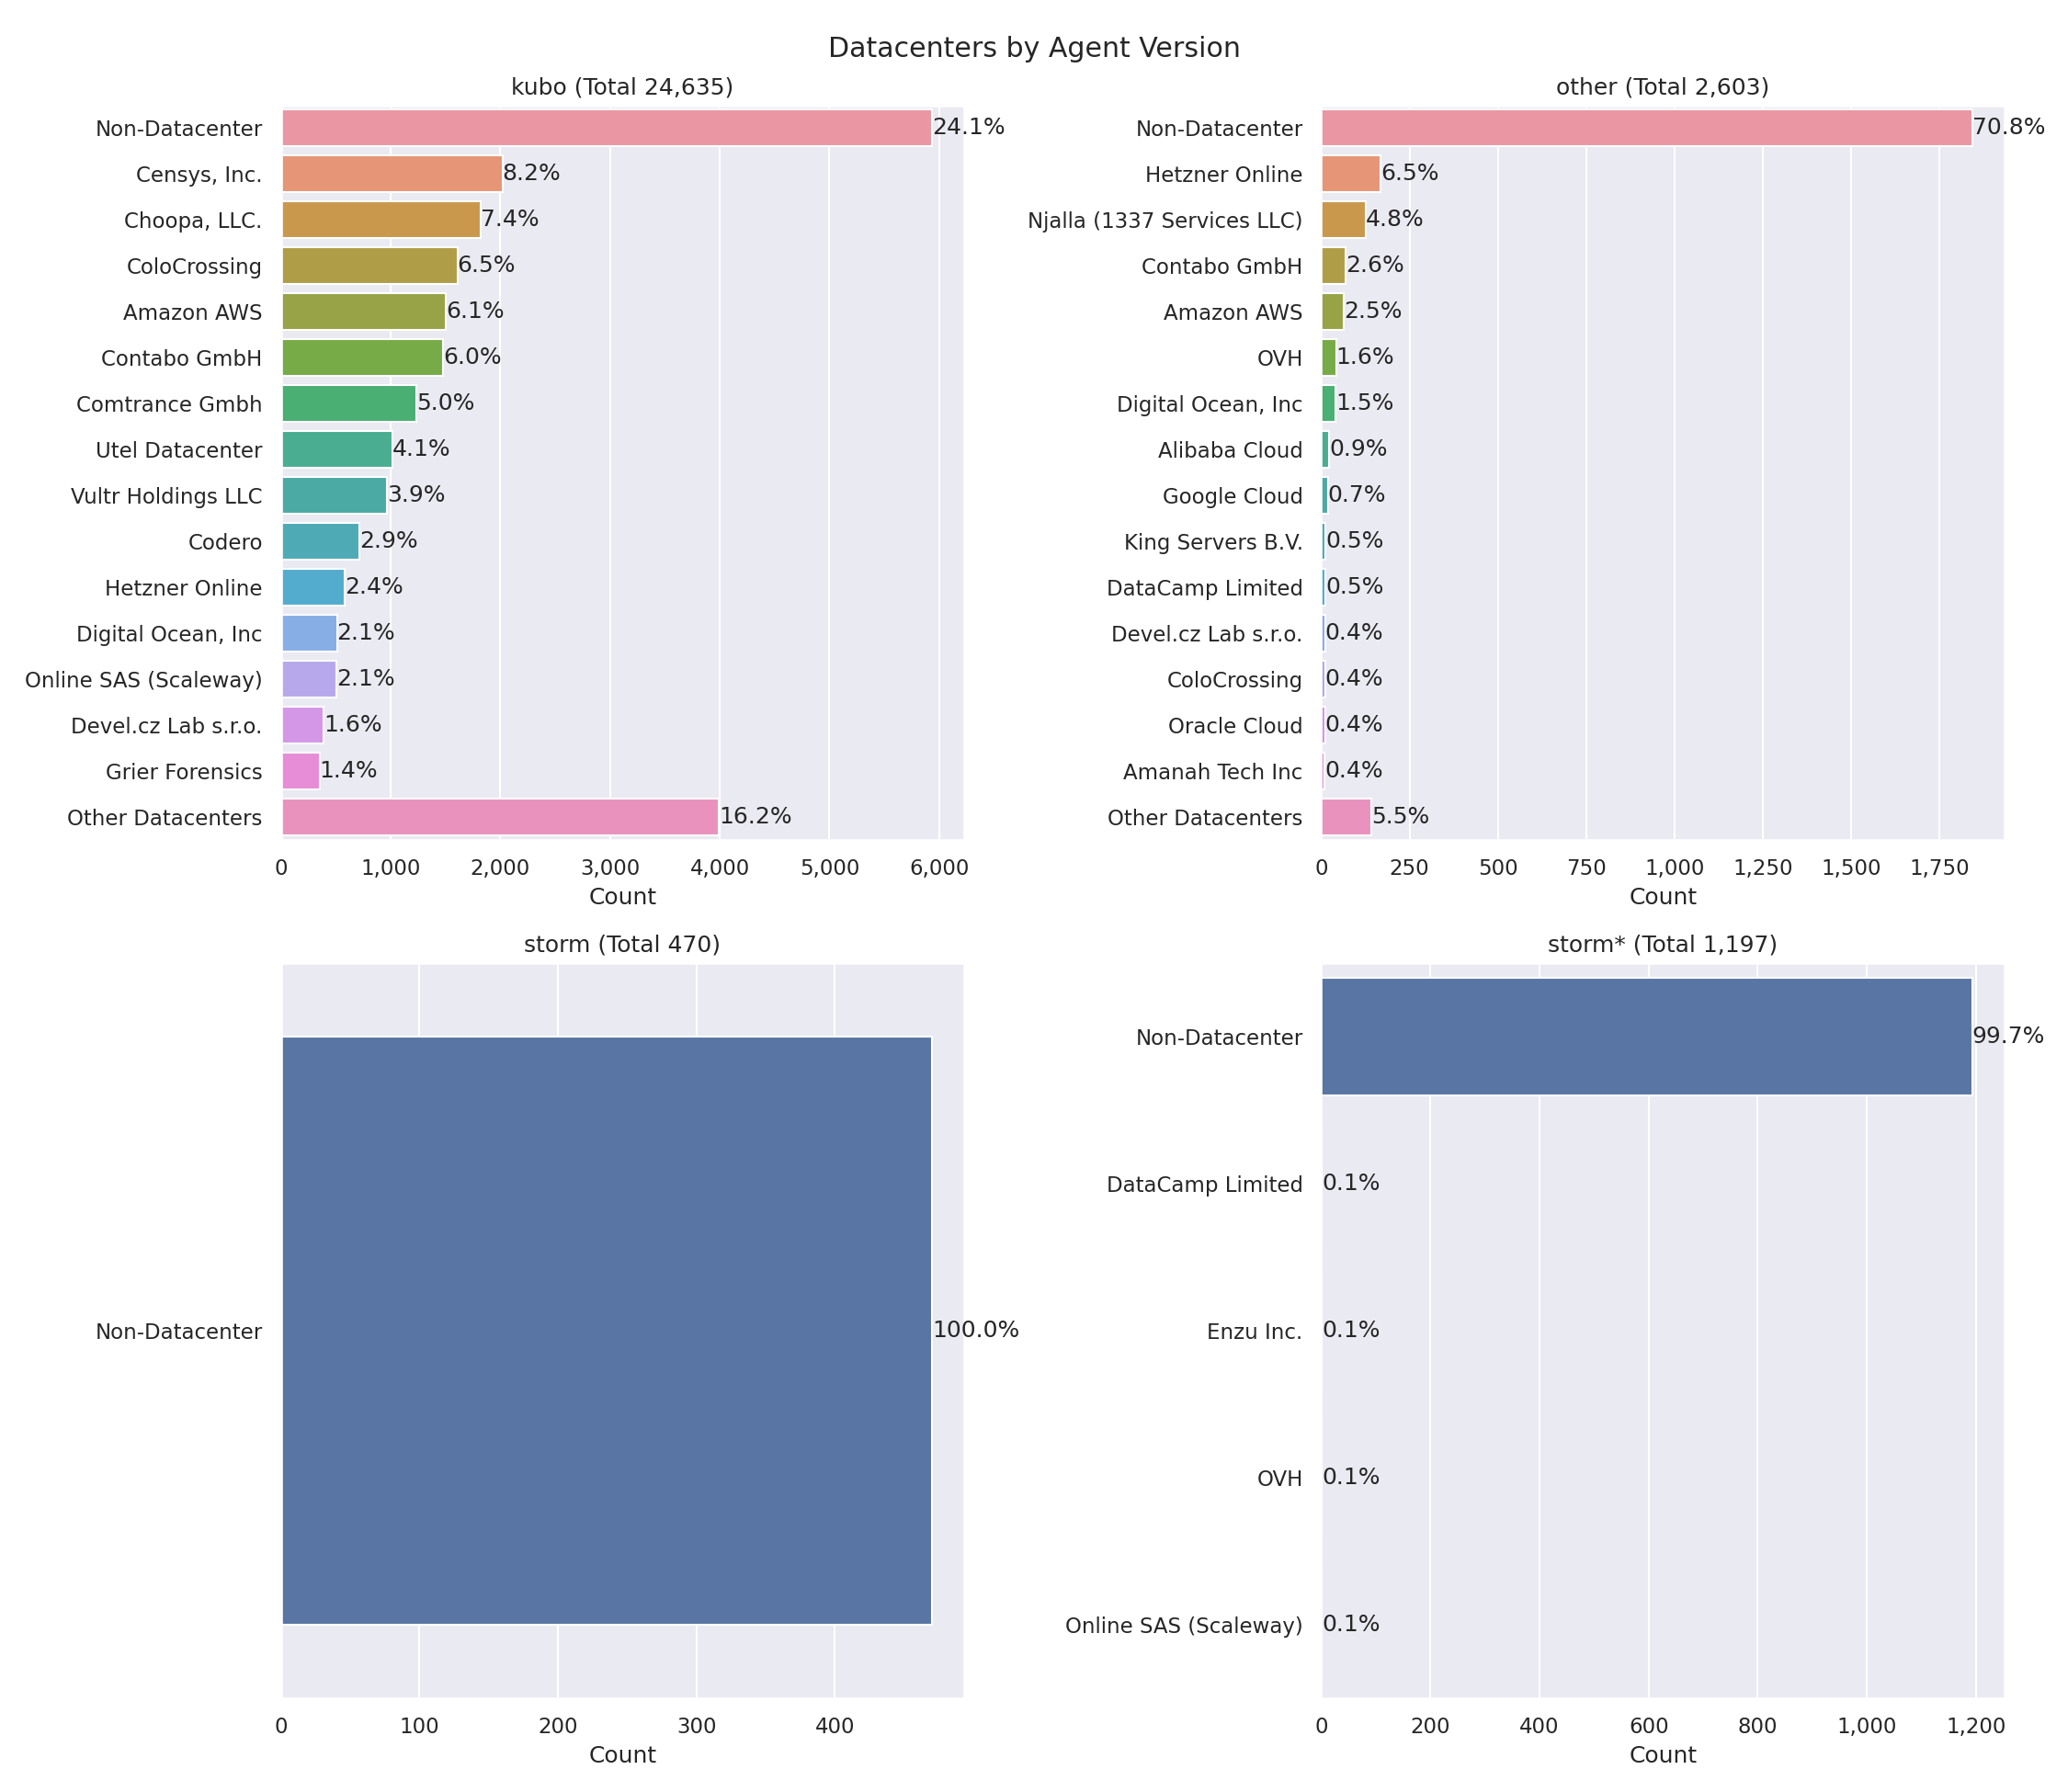 Datacenters by Agent Version
kubo (Total 24,635)
Non-Datacenter 24.1%
Censys, Inc. 8.2%
Choopa, LLC. 7.4%
ColoCrossing 6.5%
Amazon AWS 6.1%
Contabo GmbH 6.0%
Comtrance Gmbh 5.0%
Utel Datacenter 4.1%
Vultr Holdings LLC 3.9%
Codero 2.9%
Hetzner Online 2.4%
Digital Ocean, Inc 2.1%
Online SAS (Scaleway) 2.1%
Devel.cz Lab s.r.o. 1.6%
Grier Forensics 1.4%
Other Datacenters 16.2%
0 1,000 2,000 3,000 4,000 5,000 6,000
Count
other (Total 2,603)
Non-Datacenter 70.8%
Hetzner Online 6.5%
Njalla (1337 Services LLC) 4.8%
Contabo GmbH 2.6%
Amazon AWS 2.5%
OVH 1.6%
Digital Ocean, Inc 1.5%
Alibaba Cloud 0.9%
Google Cloud 0.7%
King Servers B.V. 0.5%
DataCamp Limited 0.5%
Devel.cz Lab s.r.o. 0.4%
ColoCrossing 0.4%
Oracle Cloud 0.4%
Amanah Tech Inc 0.4%
Other Datacenters 5.5%
0 250 500 750 1,000 1,250 1,500 1,750
Count
storm (Total 470)
Non-Datacenter 100.0%
0 100 200 300 400
Count
storm* (Total 1,197)
Non-Datacenter 99.7%
DataCamp Limited 0.1%
Enzu Inc. 0.1%
OVH 0.1%
Online SAS (Scaleway) 0.1%
0 200 400 600 800 1,000 1,200
Count